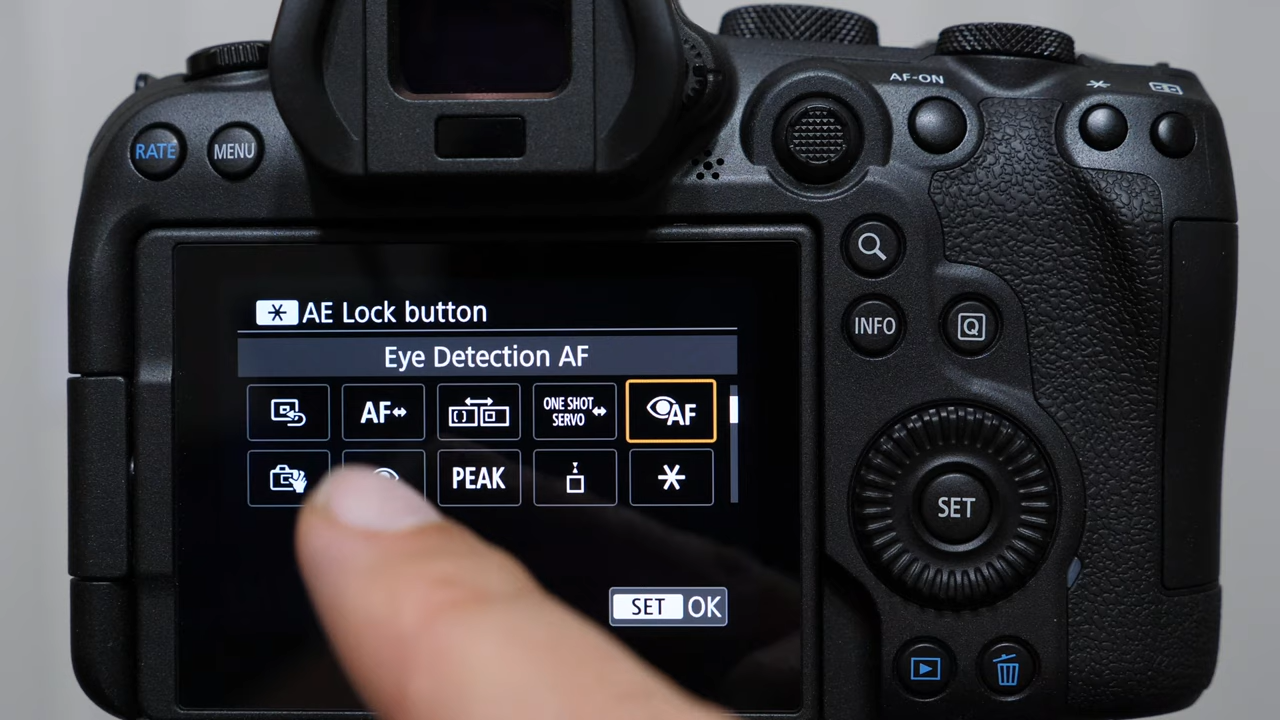 AF-ON
RATE
MENU
INFO
Q
AE Lock button
Eye Detection AF
AF
ONE SHOT
SERVO
AF
PEAK
SET
SET OK